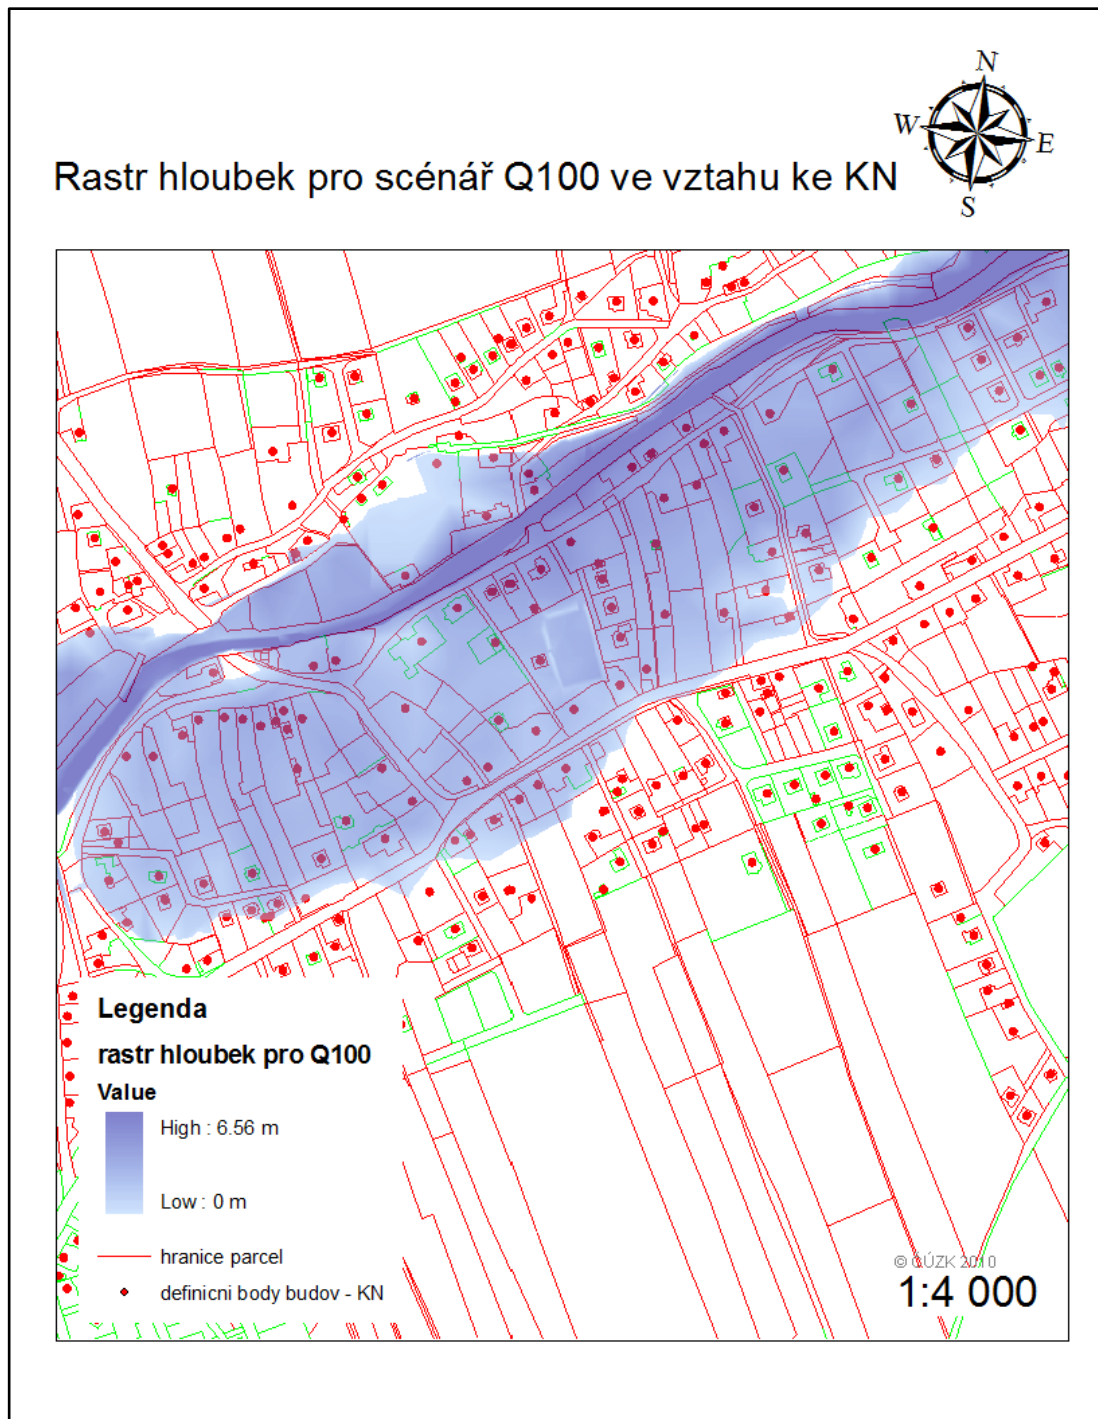 N
W
E
S
Rastr hloubek pro scénář Q100 ve vztahu ke KN
Legenda
rastr hloubek pro Q100
Value
High : 6.56 m
Low : 0 m
hranice parcel
definicni body budov - KN
© ČÚZK 2010
1:4 000